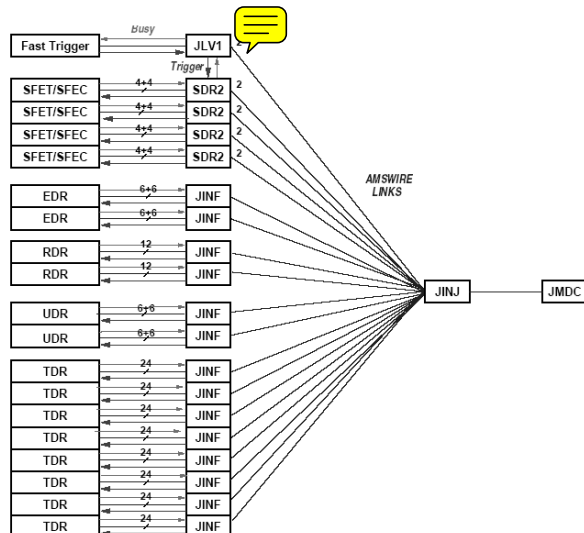 Busy
Fast Trigger JLV1 2
Trigger
SFET/SFEC 4+4 SDR2 2
SFET/SFEC 4+4 SDR2
SFET/SFEC 4+4 SDR2 2
SFET/SFEC 4+4 SDR2 2
AMSWIRE
LINKS
EDR 6+6 JINF
EDR 6+6 JINF
RDR 12 JINF
RDR 12 JINF
JINJ JMDC
UDR 6+6 JINF
UDR 6+6 JINF
TDR 24 JINF
TDR 24 JINF
TDR 24 JINF
TDR 24 JINF
TDR 24 JINF
TDR 24 JINF
TDR 24 JINF
TDR 24 JINF